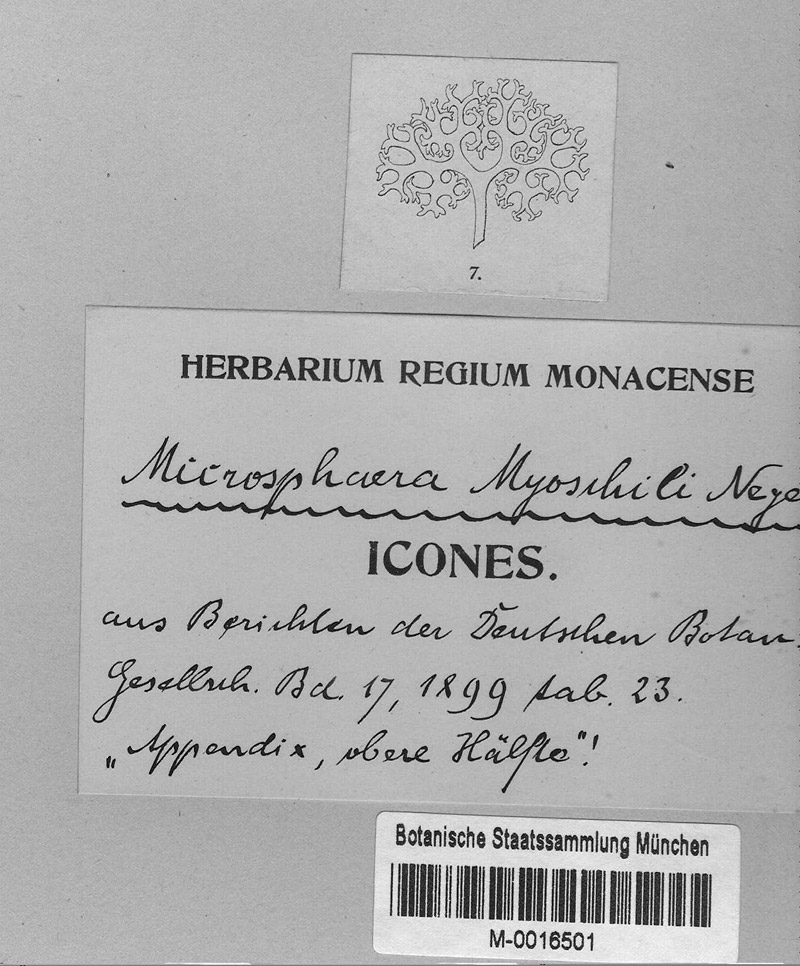 7.
HERBARIUM REGIUM MONACENSE
Microsphaera Myoschili Nege
ICONES.
aus Berichten der Deutschen Botan.
Gesellsch. Bd. 17, 1899 tab. 23.
„Appendix, obere Hälfte"!
Botanische Staatssammlung München
M-0016501